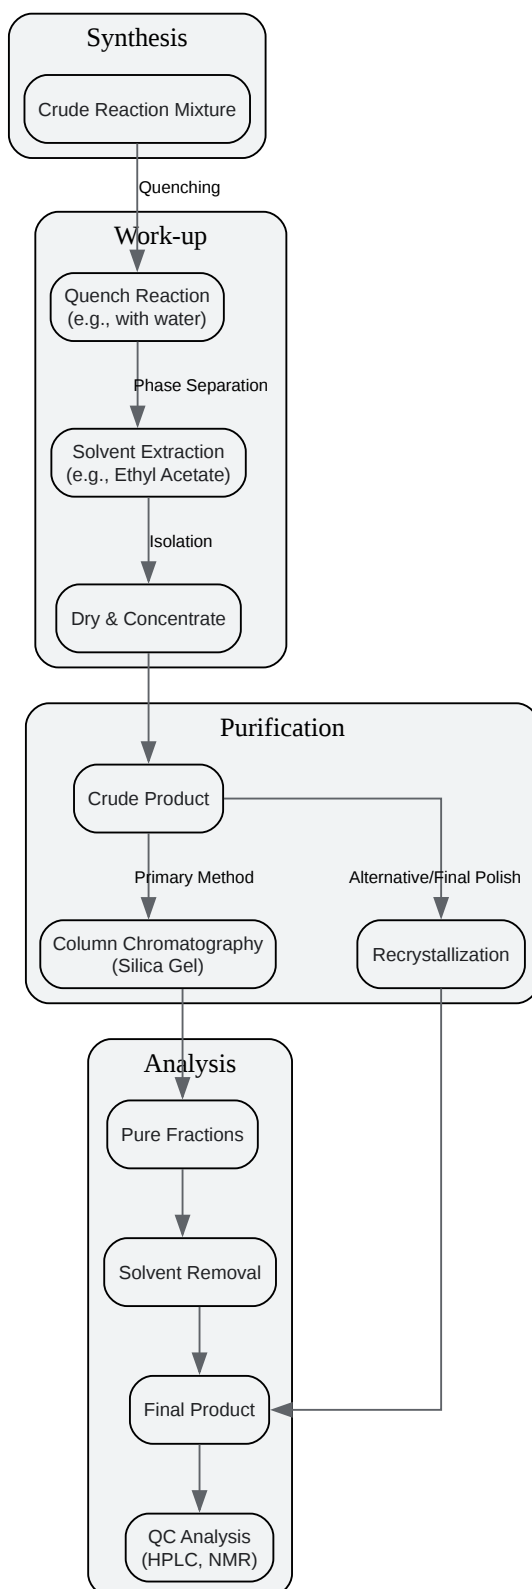 Synthesis
Crude Reaction Mixture
Quenching
Work-up
Quench Reaction
(e.g., with water)
Phase Separation
Solvent Extraction
(e.g., Ethyl Acetate)
Isolation
Dry & Concentrate
Purification
Crude Product
Primary Method
Alternative/Final Polish
Column Chromatography
(Silica Gel)
Recrystallization
Analysis
Pure Fractions
Solvent Removal
Final Product
QC Analysis
(HPLC, NMR)